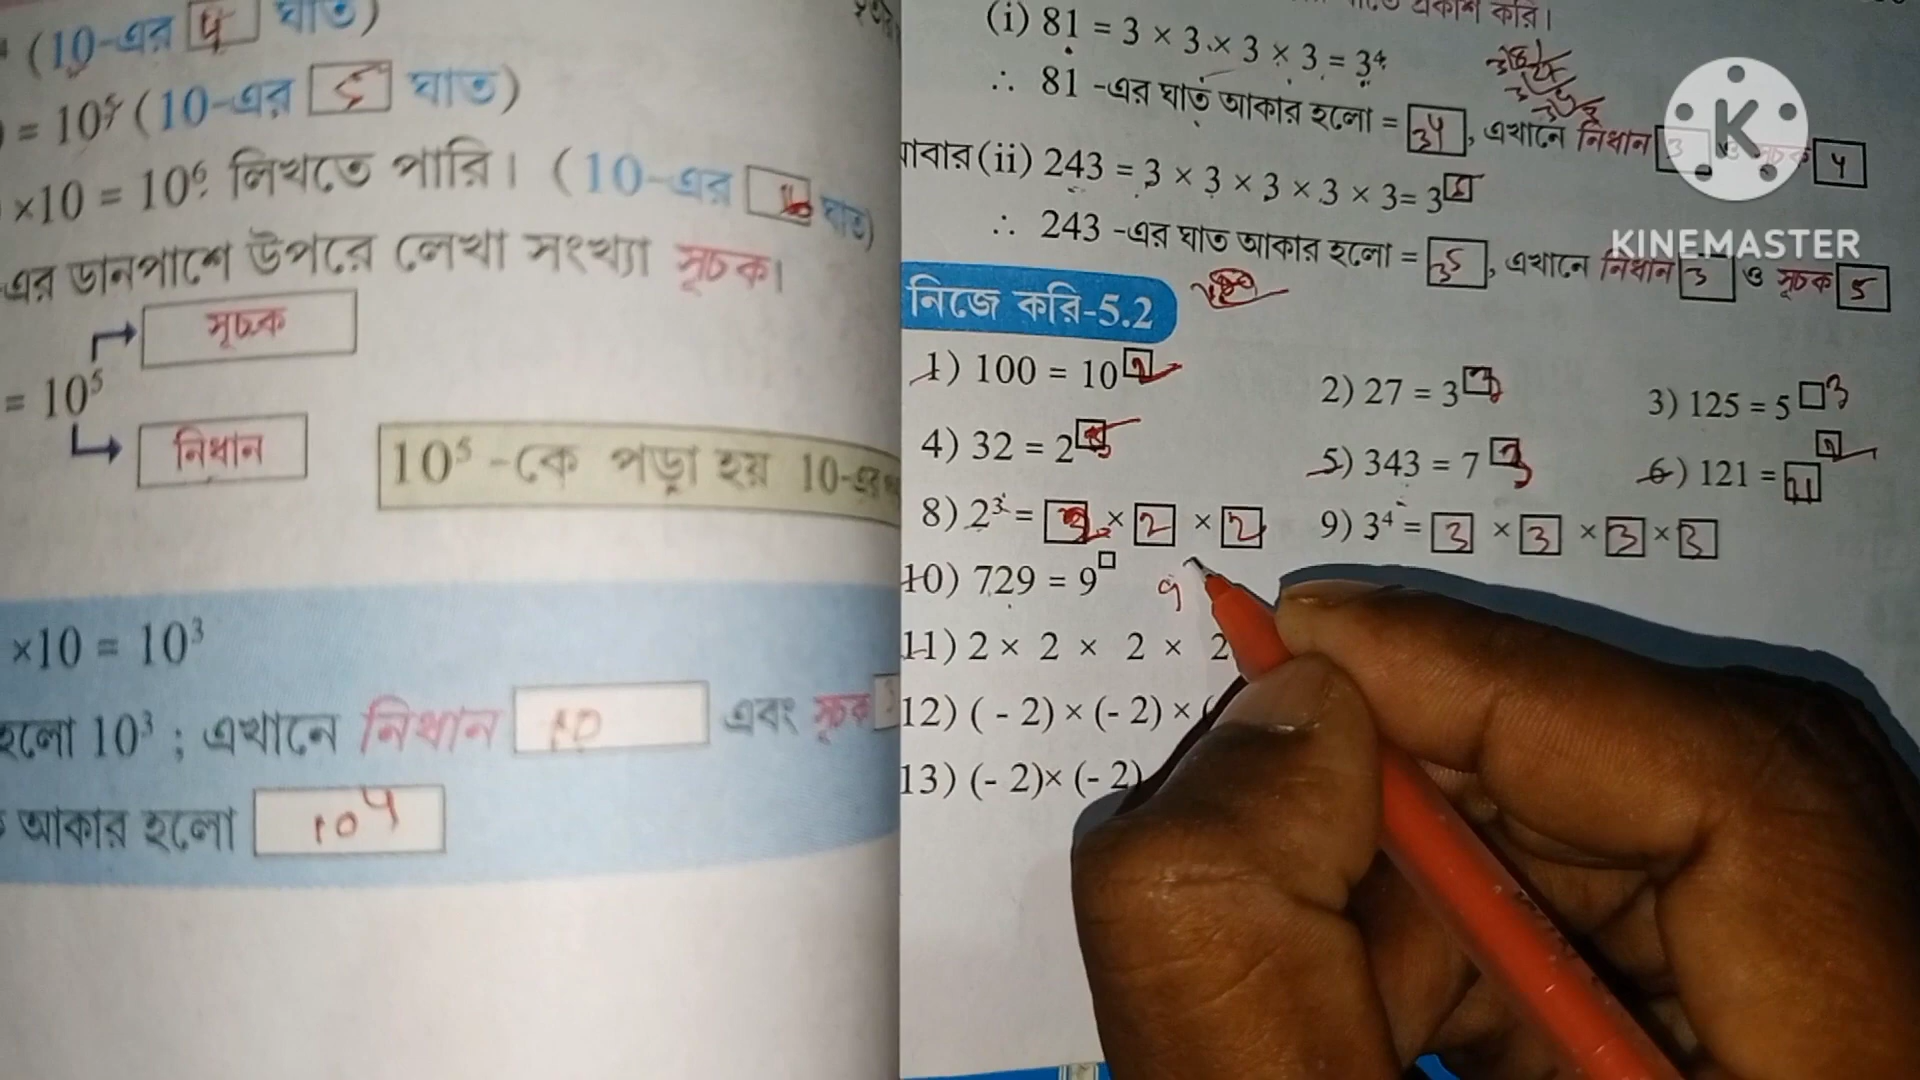 (10-এর 4 ঘাত)
= 10⁵ (10-এর 5 ঘাত)
×10 = 10⁶ লিখতে পারি। (10-এর 6 ঘাত)
-এর ডানপাশে উপরে লেখা সংখ্যা সূচক।
সূচক
= 10⁵
নিধান
10⁵ -কে পড়া হয় 10-এর
×10 = 10³
হলো 10³ ; এখানে নিধান 10 এবং সূচক
আকার হলো 10⁴
প্রকাশ করি।
(i) 81 = 3 × 3 × 3 × 3 = 3⁴
∴ 81 -এর ঘাত আকার হলো = 3⁴, এখানে নিধান 3 ও সূচক 4
আবার (ii) 243 = 3 × 3 × 3 × 3 × 3 = 3⁵
∴ 243 -এর ঘাত আকার হলো = 3⁵, এখানে নিধান 3 ও সূচক 5
K
KINEMASTER
নিজে করি-5.2
1) 100 = 10² 2) 27 = 3³ 3) 125 = 5□ 3
4) 32 = 2⁵ 5) 343 = 7³ 6) 121 = 11²
8) 2³ = 2 × 2 × 2 9) 3⁴ = 3 × 3 × 3 × 3
10) 729 = 9□ 9
11) 2 × 2 × 2 × 2
12) (- 2) × (- 2) × (
13) (- 2)× (- 2)